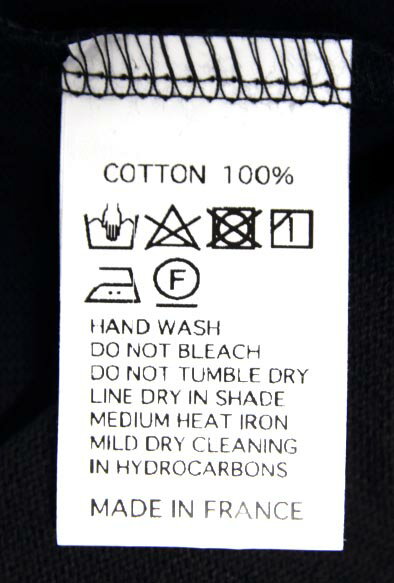 COTTON 100%
F
HAND WASH
DO NOT BLEACH
DO NOT TUMBLE DRY
LINE DRY IN SHADE
MEDIUM HEAT IRON
MILD DRY CLEANING
IN HYDROCARBONS
MADE IN FRANCE